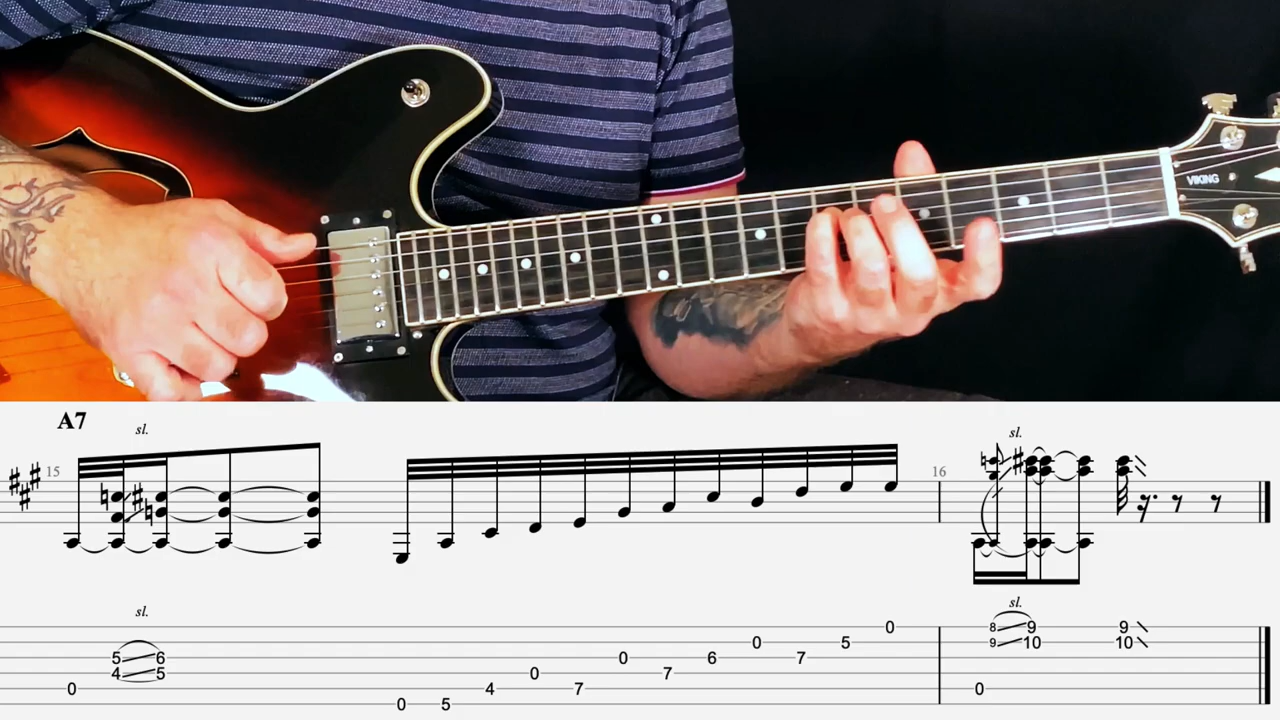 VIKING
A7
sl.
15
16
sl.
sl.
sl.
8 9 9
0 5 0
5 6 0 6 7 9 10 10
4 5 0 7
0 4 7 0
0 5